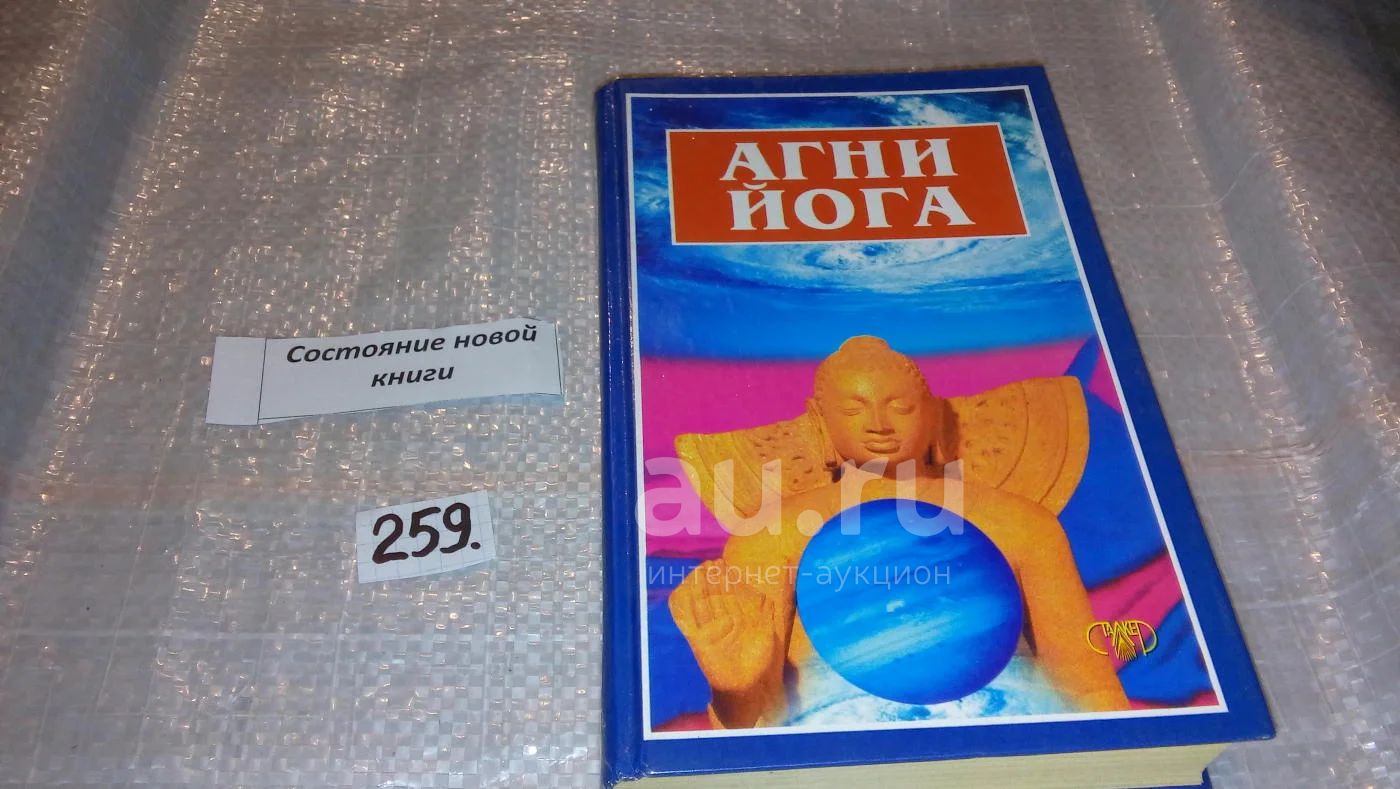 АГНИ
ЙОГА
Состояние новой
книги
259.
au.ru
интернет-аукцион
СТАЛКЕР